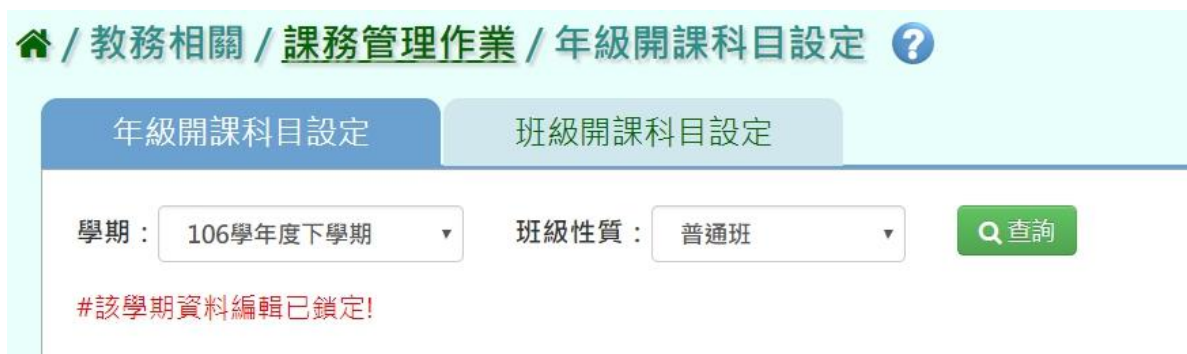 / 教務相關 / 課務管理作業 / 年級開課科目設定 ?
年級開課科目設定 班級開課科目設定
學期： 106學年度下學期 班級性質： 普通班 查詢
#該學期資料編輯已鎖定!